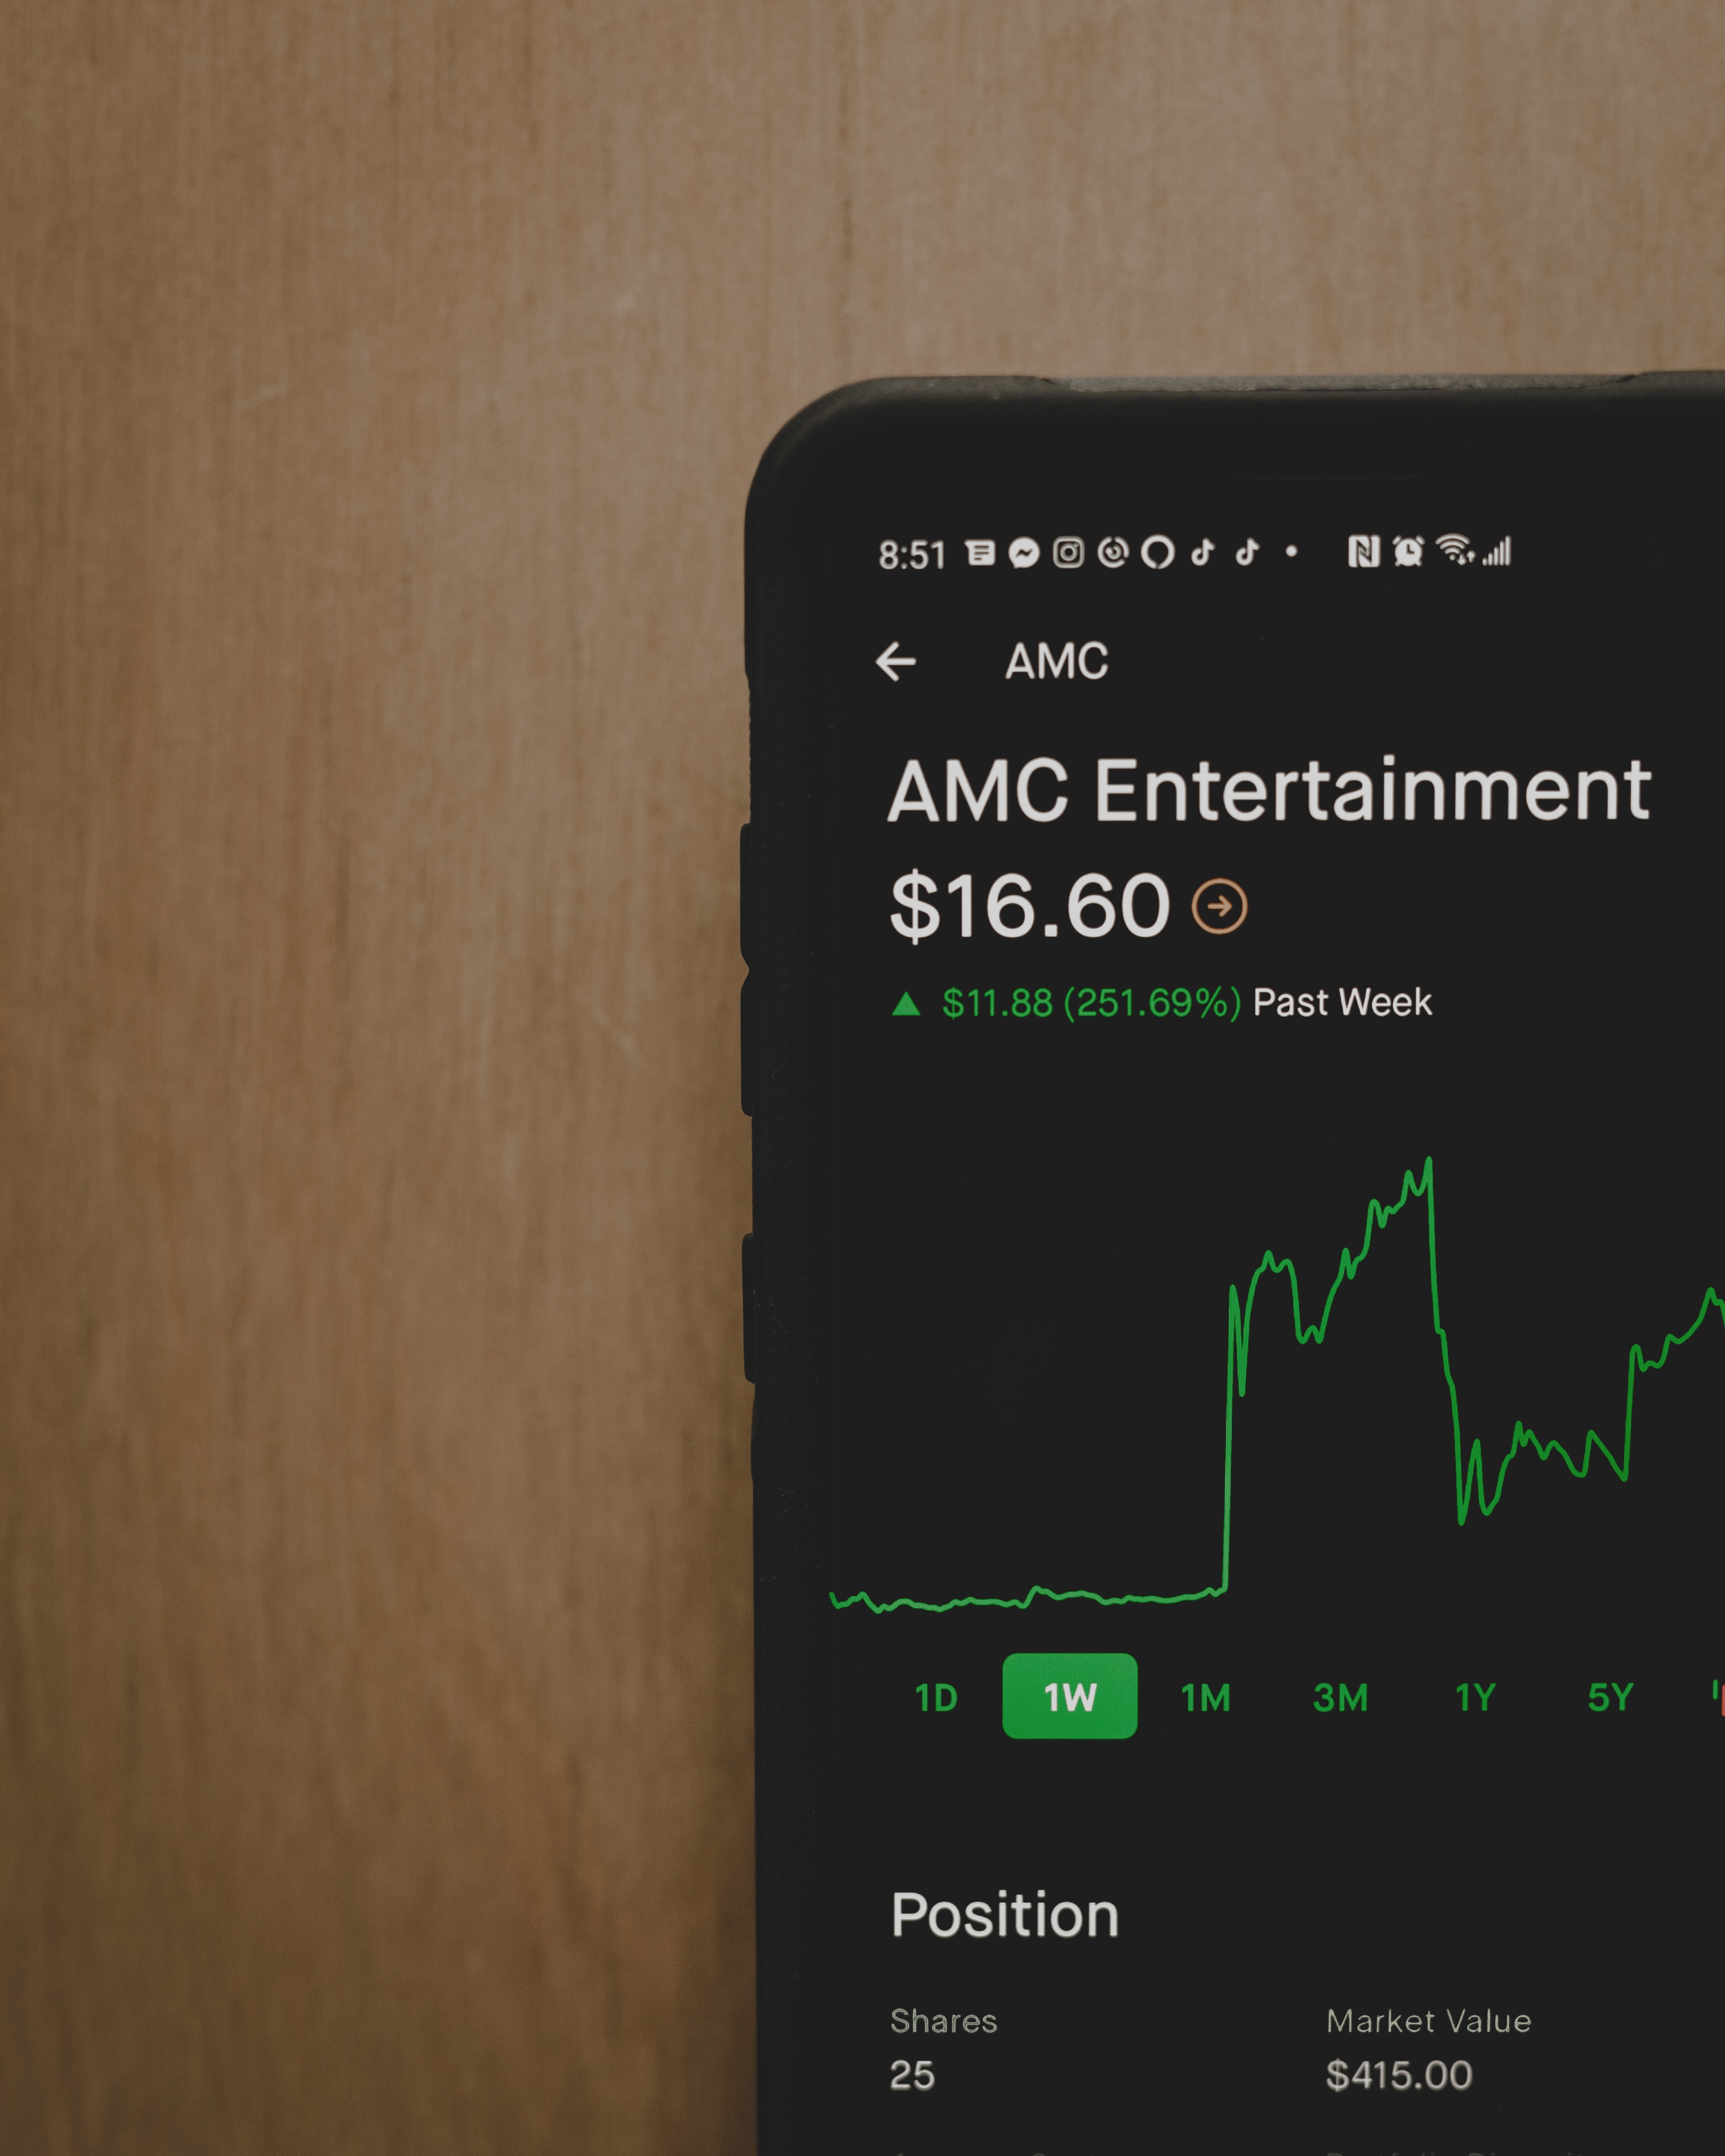 8:51
AMC
AMC Entertainment
$16.60
▲ $11.88 (251.69%) Past Week
1D 1W 1M 3M 1Y 5Y
Position
Shares Market Value
25 $415.00